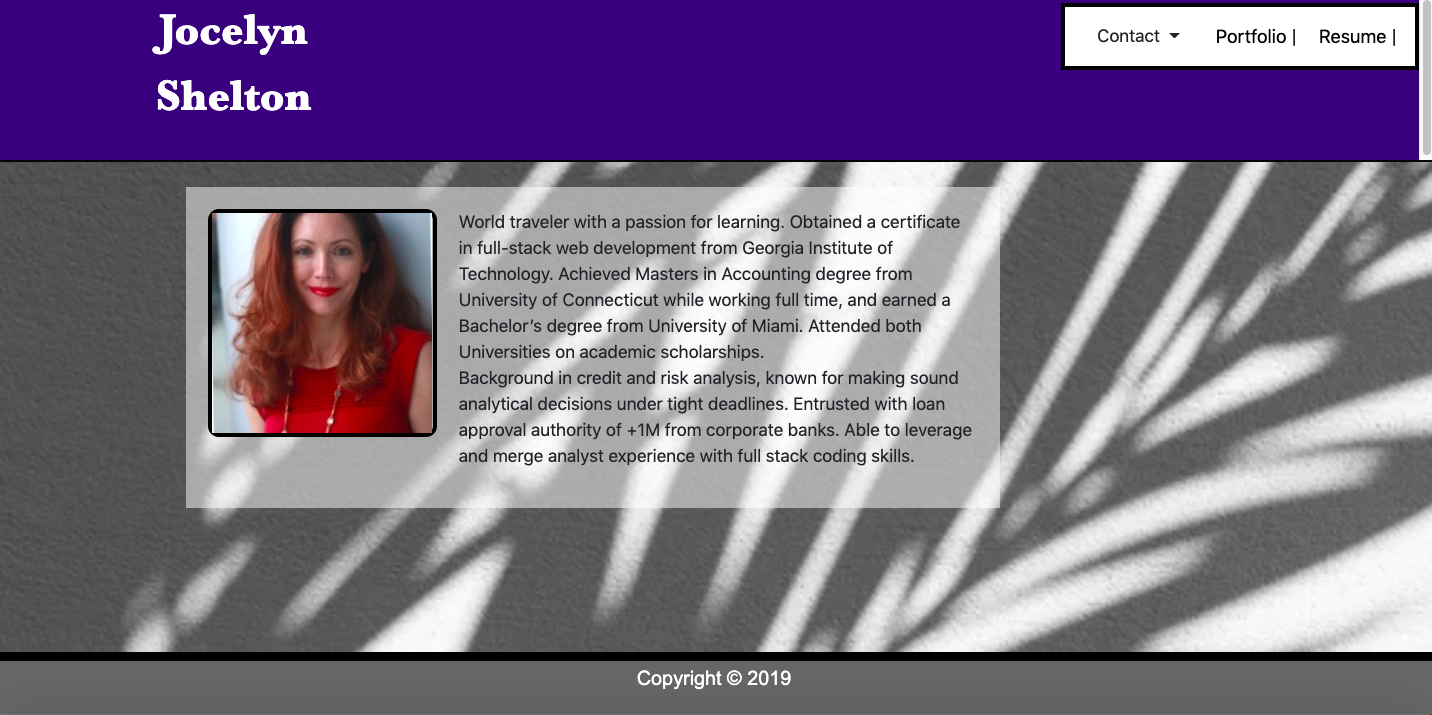 Jocelyn
Shelton
Contact
Portfolio |
Resume |
World traveler with a passion for learning. Obtained a certificate
in full-stack web development from Georgia Institute of
Technology. Achieved Masters in Accounting degree from
University of Connecticut while working full time, and earned a
Bachelor's degree from University of Miami. Attended both
Universities on academic scholarships.
Background in credit and risk analysis, known for making sound
analytical decisions under tight deadlines. Entrusted with loan
approval authority of +1M from corporate banks. Able to leverage
and merge analyst experience with full stack coding skills.
Copyright © 2019